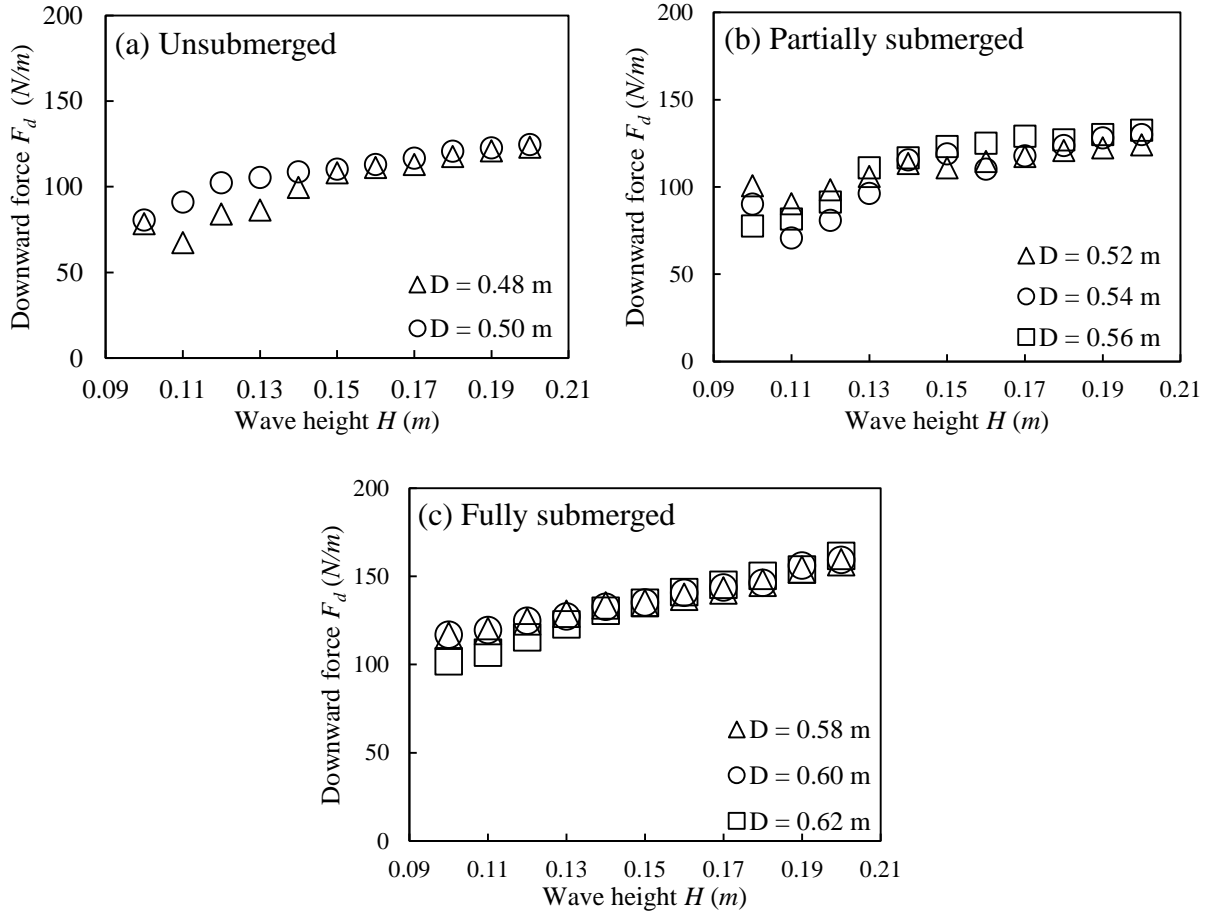 (a) Unsubmerged
Downward force F_d (N/m)
200
150
100
50
0
0.09 0.11 0.13 0.15 0.17 0.19 0.21
Wave height H (m)
D = 0.48 m
D = 0.50 m
(b) Partially submerged
Downward force F_d (N/m)
200
150
100
50
0
0.09 0.11 0.13 0.15 0.17 0.19 0.21
Wave height H (m)
D = 0.52 m
D = 0.54 m
D = 0.56 m
(c) Fully submerged
Downward force F_d (N/m)
200
150
100
50
0
0.09 0.11 0.13 0.15 0.17 0.19 0.21
Wave height H (m)
D = 0.58 m
D = 0.60 m
D = 0.62 m